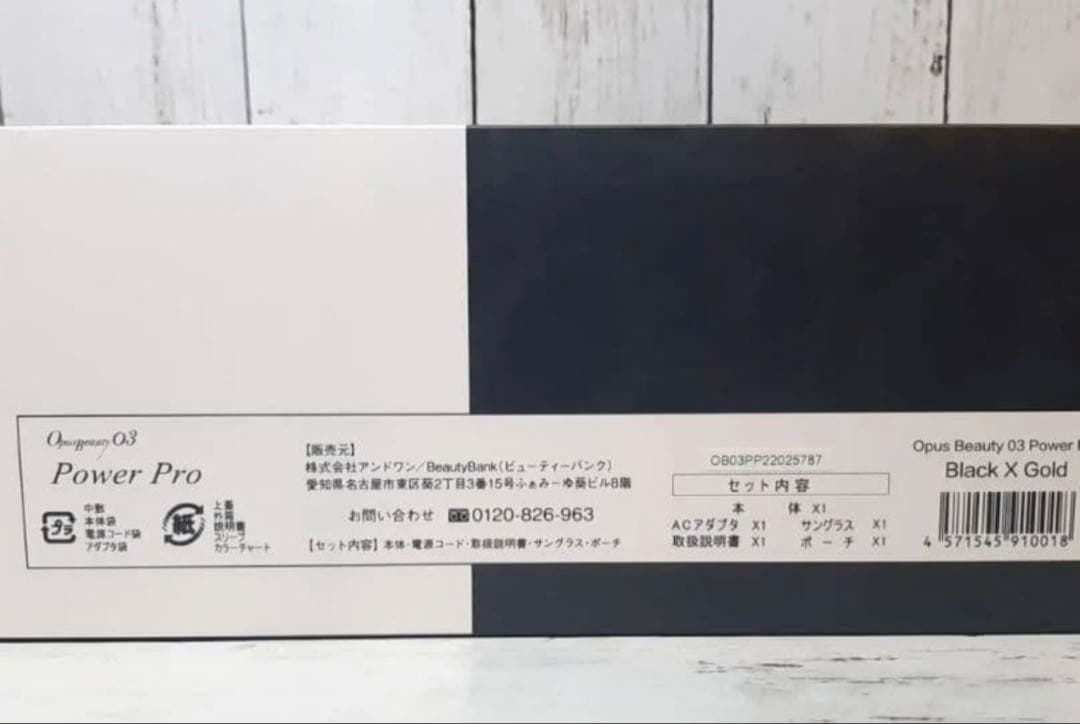 OpusBeauty 03
Power Pro
プラ
中敷
本体袋
電源コード袋
アダプタ袋
紙
上蓋
外箱
説明書
スリーブ
カラーチャート
【販売元】
株式会社アンドワン/BeautyBank(ビューティーバンク)
愛知県名古屋市東区葵2丁目3番15号ふぁみーゆ葵ビル8階
お問い合わせ 0120-826-963
【セット内容】本体・電源コード・取扱説明書・サングラス・ポーチ
OB03PP22025787
セット内容
本体 X1
ACアダプタ X1 サングラス X1
取扱説明書 X1 ポーチ X1
Opus Beauty 03 Power
Black X Gold
4 571545 910018